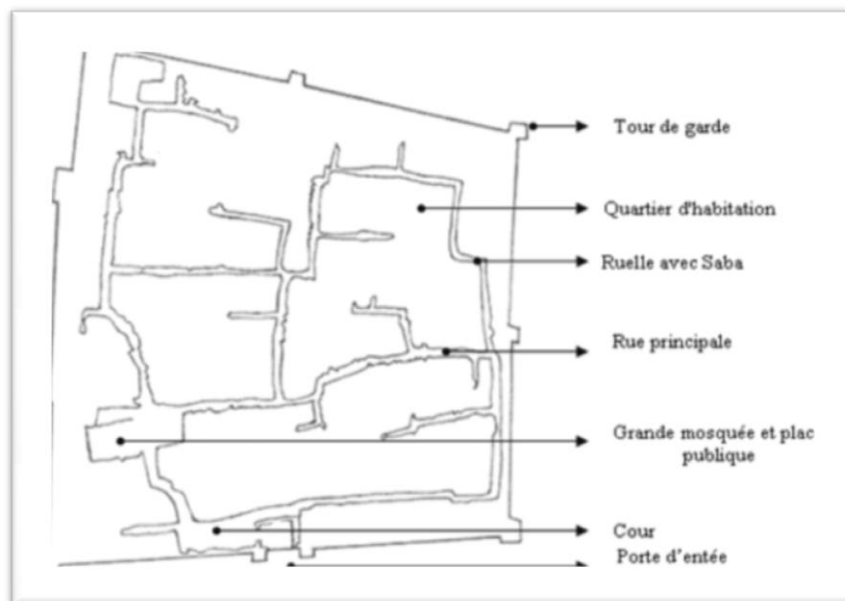 Tour de garde
Quartier d'habitation
Ruelle avec Saba
Rue principale
Grande mosquée et plac
publique
Cour
Porte d'entée